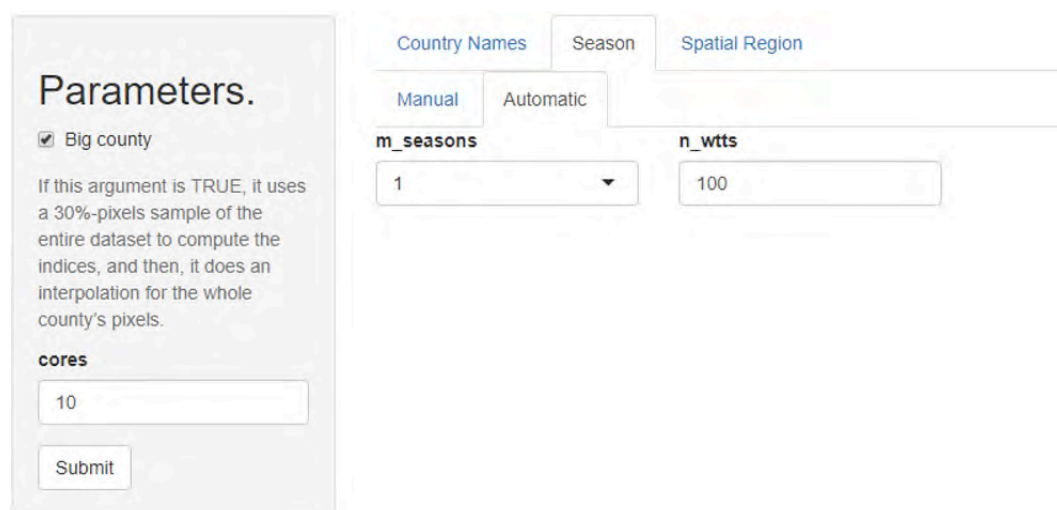 Parameters.
Big county
If this argument is TRUE, it uses
a 30%-pixels sample of the
entire dataset to compute the
indices, and then, it does an
interpolation for the whole
county's pixels.
cores
10
Submit
Country Names Season Spatial Region
Manual Automatic
m_seasons n_wtts
1 100